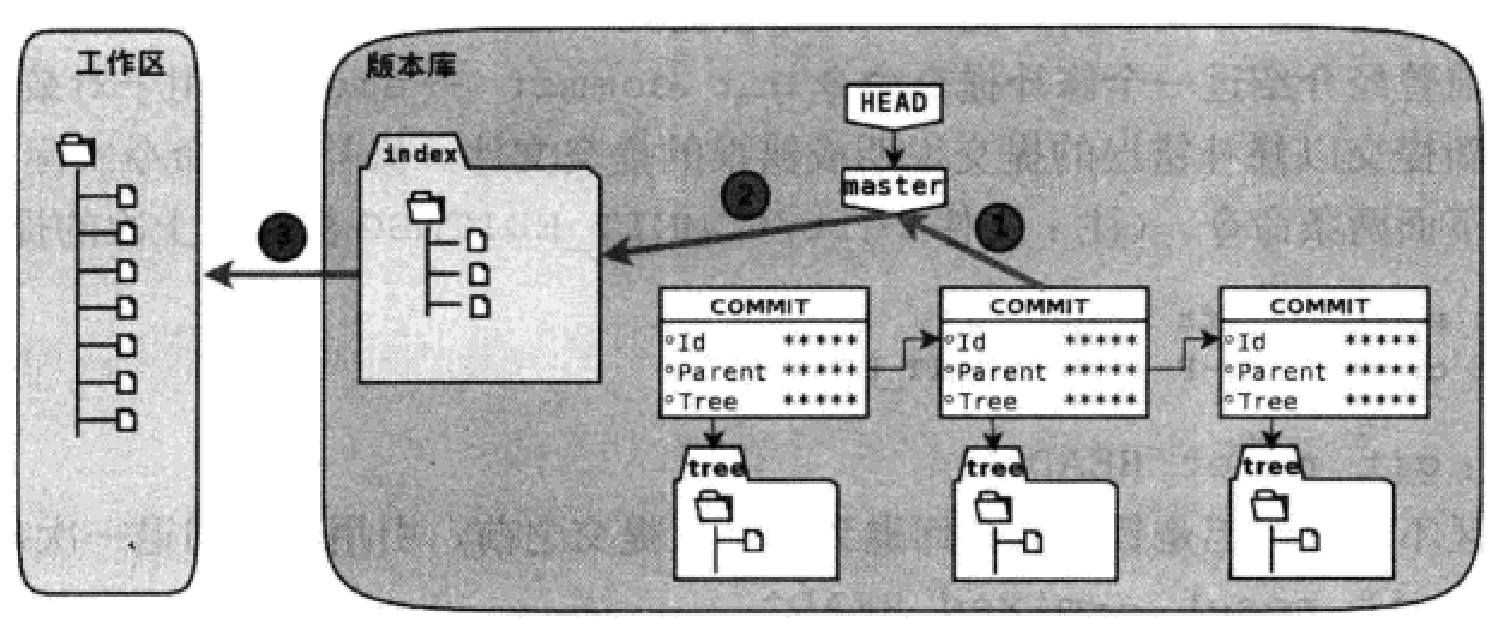 工作区
版本库
HEAD
index
master
2
1
3
COMMIT
Id *****
Parent *****
Tree *****
COMMIT
Id *****
Parent *****
Tree *****
COMMIT
Id *****
Parent *****
Tree *****
tree
tree
tree